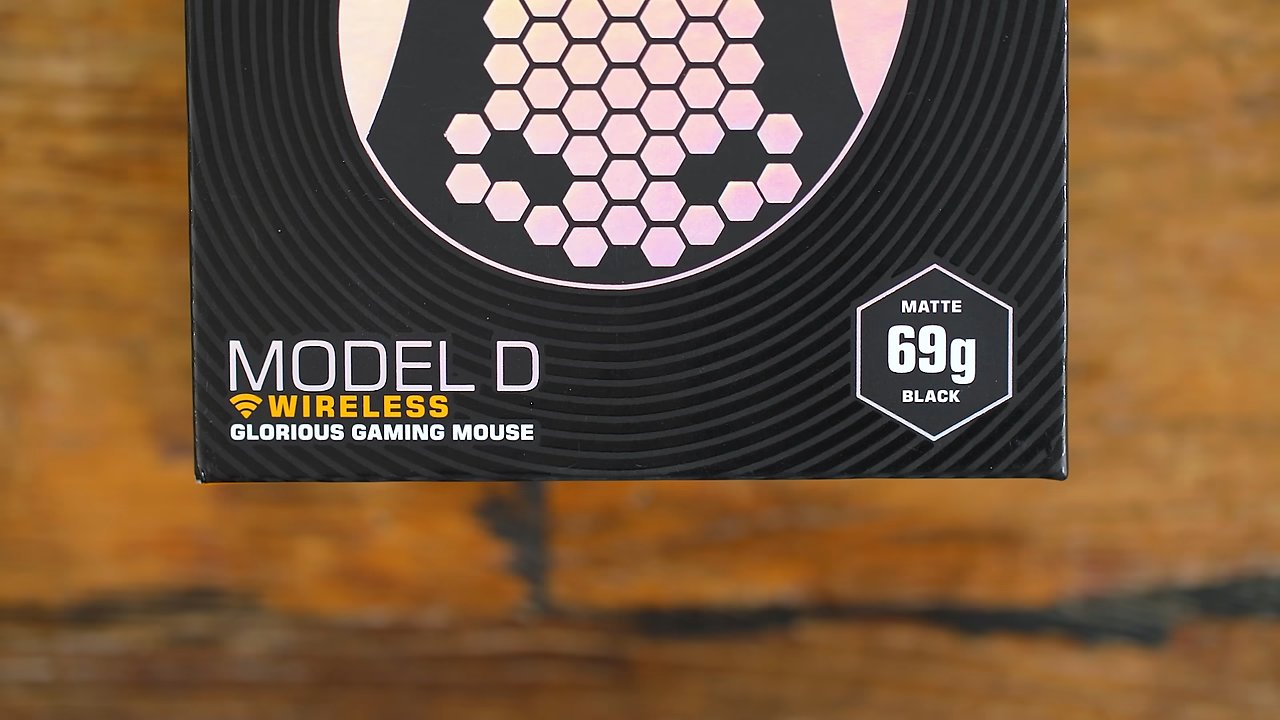 MODEL D
WIRELESS
GLORIOUS GAMING MOUSE
MATTE
69g
BLACK